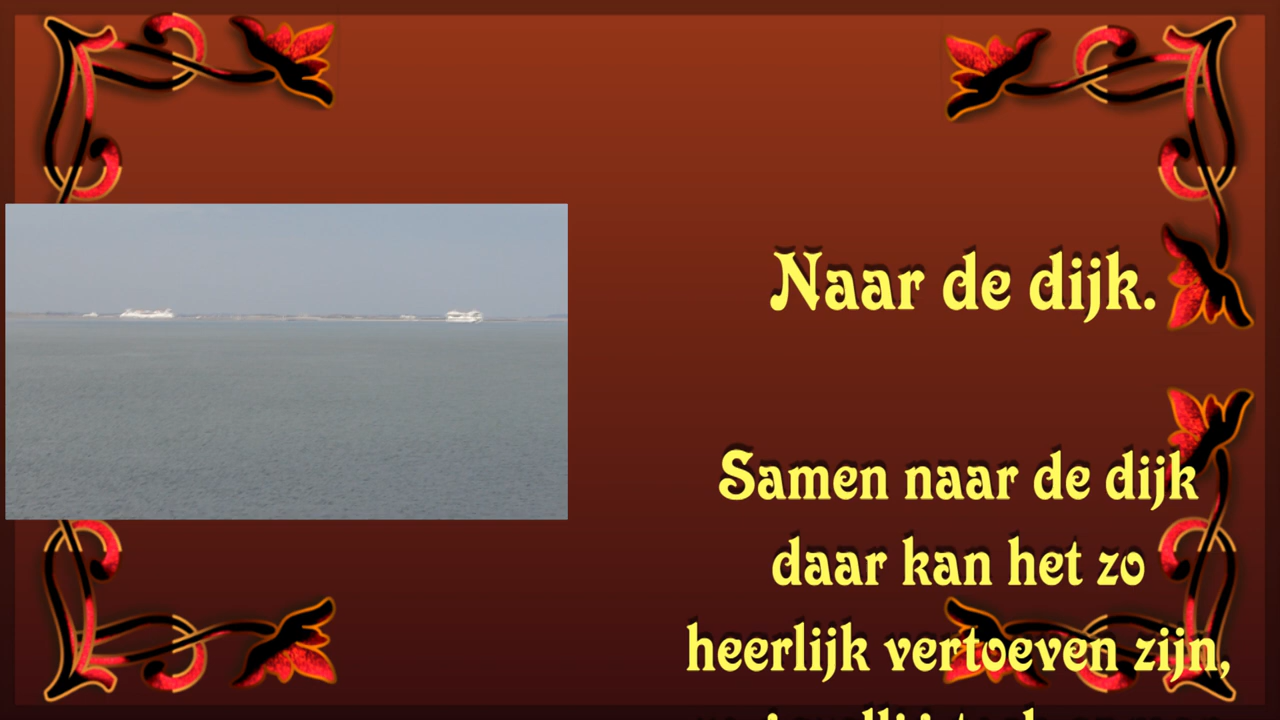 Naar de dijk.
Samen naar de dijk
daar kan het zo
heerlijk vertoeven zijn,